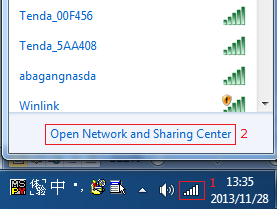 Tenda_00F456
Tenda_5AA408
abagangnasda
Winlink
Open Network and Sharing Center 2
中
1
13:35
2013/11/28